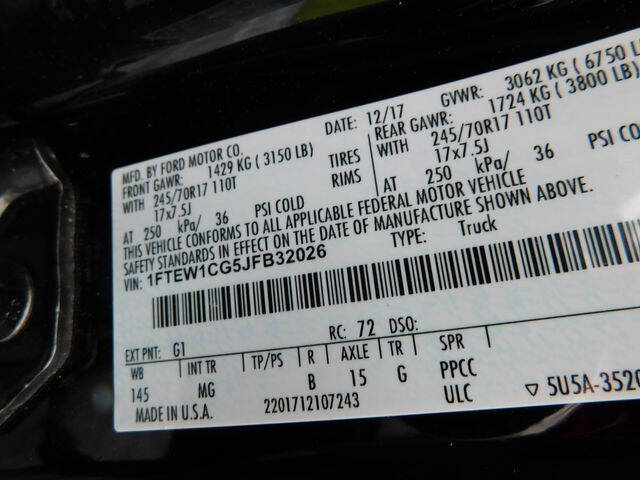 MFD. BY FORD MOTOR CO.
DATE: 12/17
GVWR: 3062 KG ( 6750 L
FRONT GAWR: 1429 KG ( 3150 LB)
REAR GAWR: 1724 KG ( 3800 LB)
WITH 245/70R17 110T
TIRES
WITH 245/70R17 110T
17x7.5J
RIMS
17x7.5J
AT 250 kPa/ 36 PSI COLD
AT 250 kPa/ 36 PSI CO
THIS VEHICLE CONFORMS TO ALL APPLICABLE FEDERAL MOTOR VEHICLE
SAFETY STANDARDS IN EFFECT ON THE DATE OF MANUFACTURE SHOWN ABOVE.
VIN: 1FTEW1CG5JFB32026
TYPE: Truck
EXT PNT: G1 RC: 72 DSO:
WB INT TR TP/PS R AXLE TR SPR
145 MG B 15 G PPCC
MADE IN U.S.A. 2201712107243 ULC ▽ 5U5A-3520